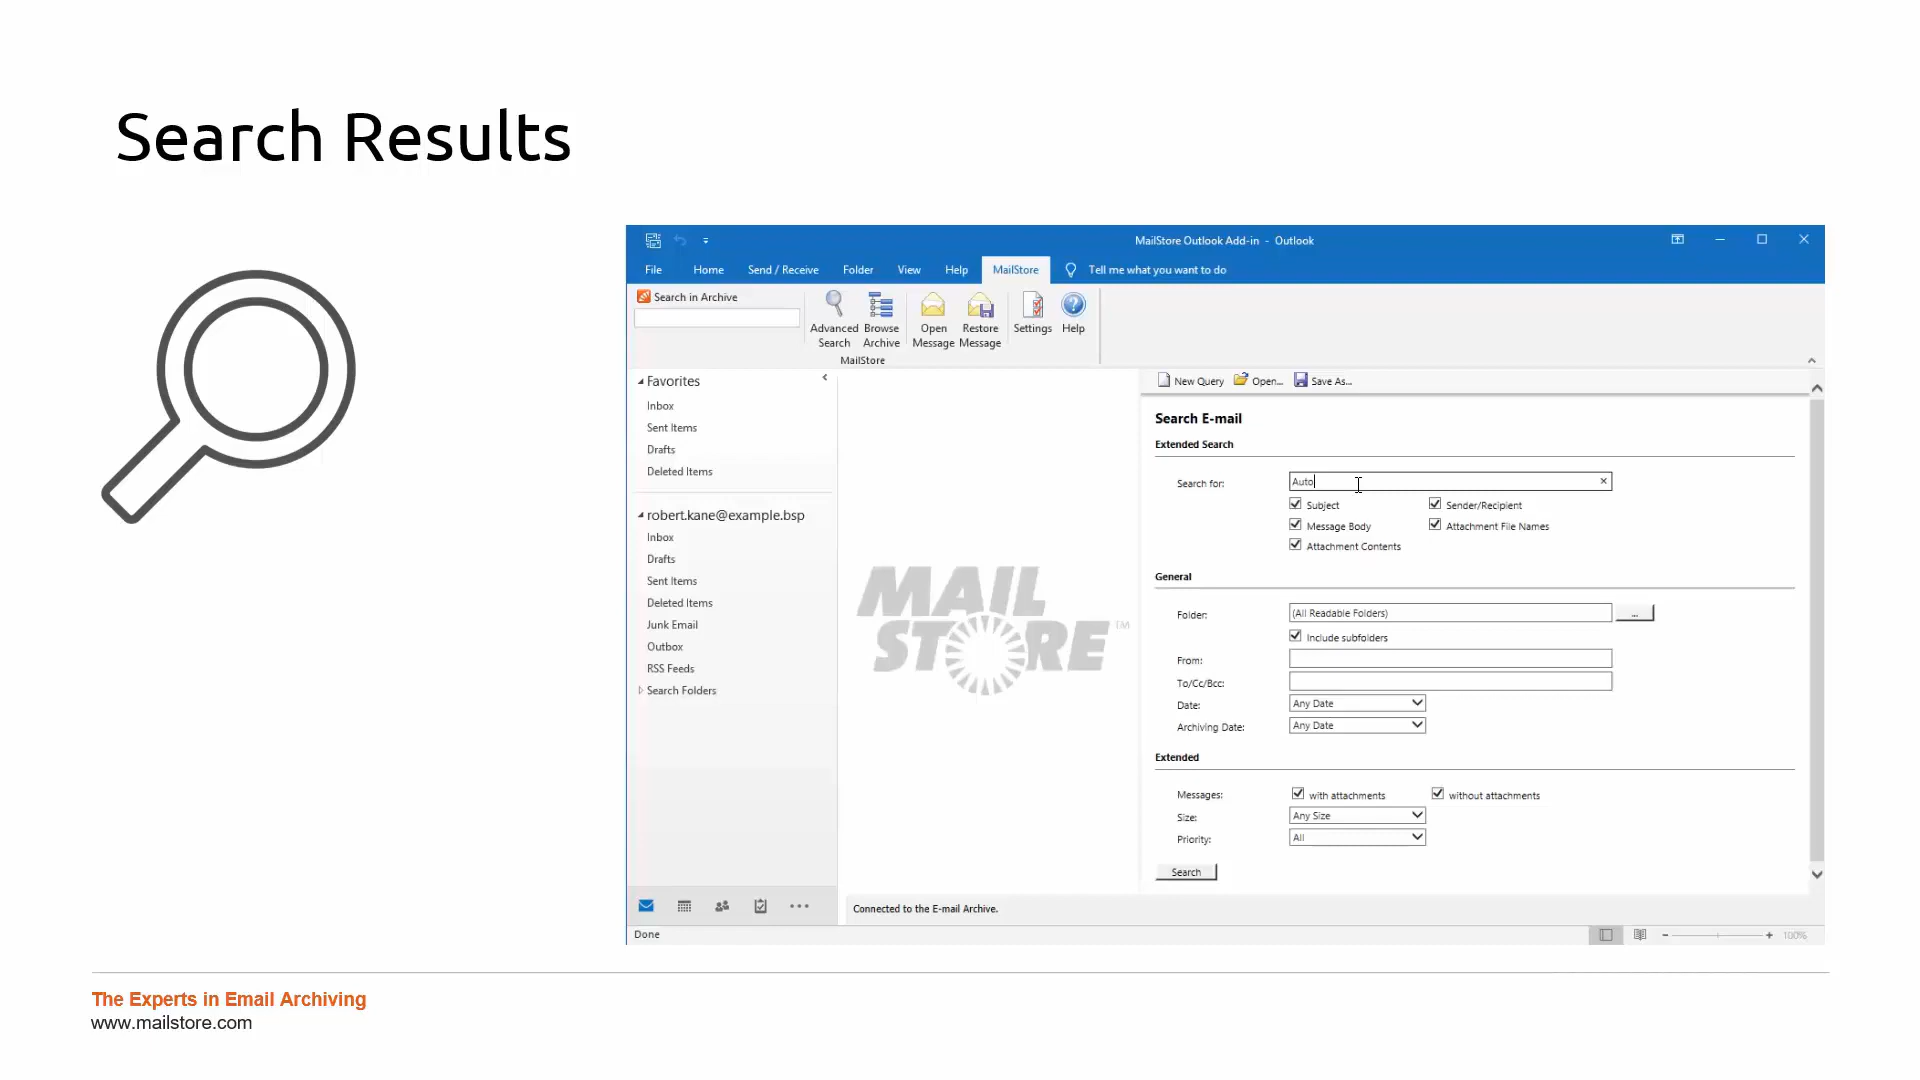 Search Results
MailStore Outlook Add-in - Outlook
File Home Send / Receive Folder View Help MailStore Tell me what you want to do
Search in Archive
Advanced Search
Browse Archive
Open Message
Restore Message
Settings
Help
MailStore
Favorites
Inbox
Sent Items
Drafts
Deleted Items
robert.kane@example.bsp
Inbox
Drafts
Sent Items
Deleted Items
Junk Email
Outbox
RSS Feeds
Search Folders
MAIL
STORE™
New Query Open... Save As...
Search E-mail
Extended Search
Search for: Auto
Subject Sender/Recipient
Message Body Attachment File Names
Attachment Contents
General
Folder: (All Readable Folders) ...
Include subfolders
From:
To/Cc/Bcc:
Date: Any Date
Archiving Date: Any Date
Extended
Messages: with attachments without attachments
Size: Any Size
Priority: All
Search
Connected to the E-mail Archive.
Done
100%
The Experts in Email Archiving
www.mailstore.com